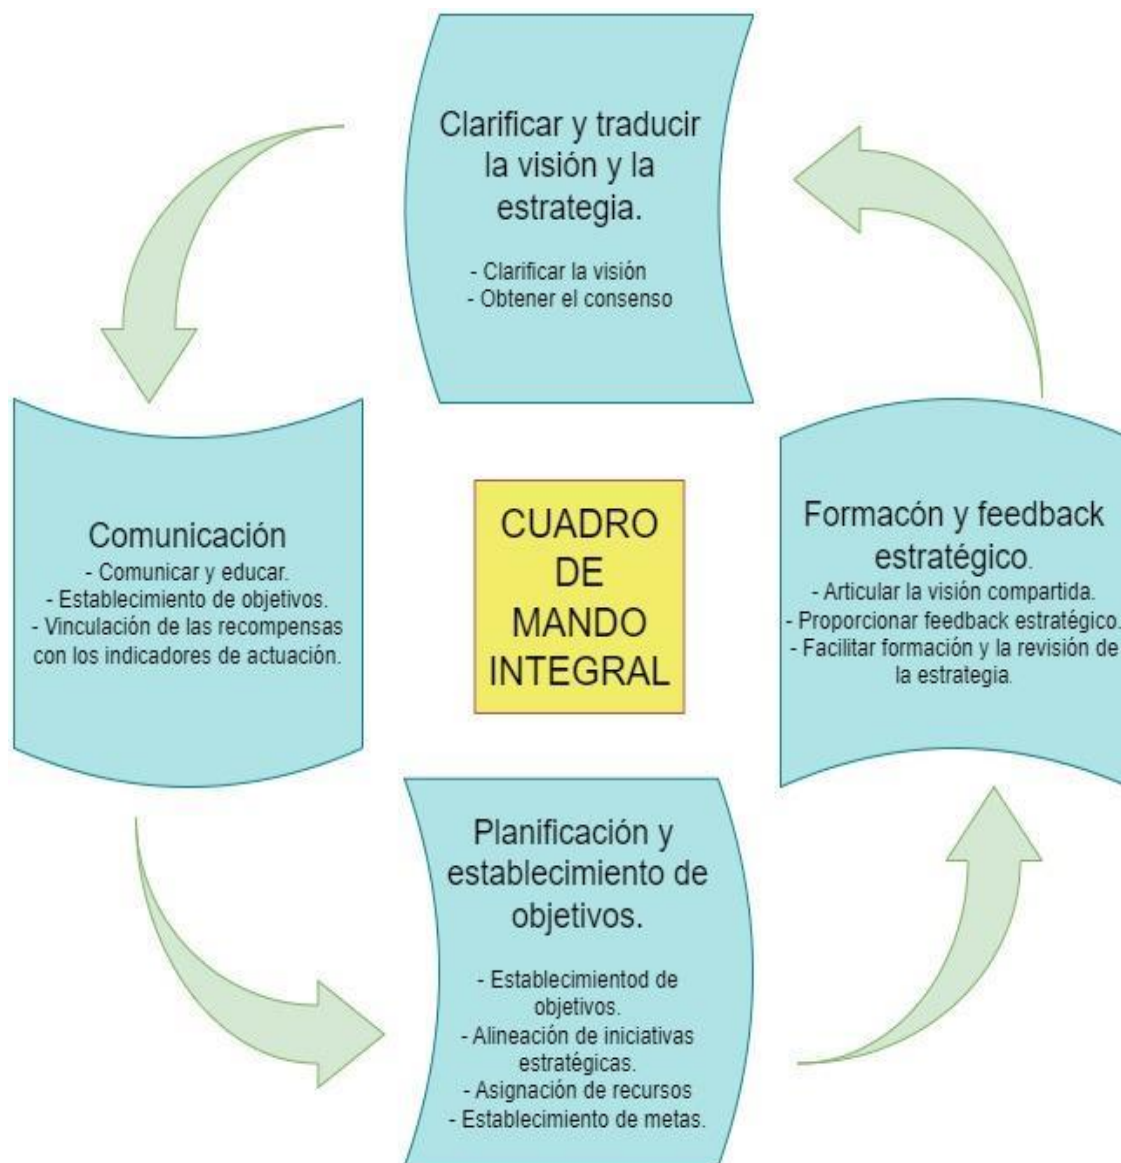 Clarificar y traducir
la visión y la
estrategia.
- Clarificar la visión
- Obtener el consenso
Comunicación
- Comunicar y educar.
- Establecimiento de objetivos.
- Vinculación de las recompensas
con los indicadores de actuación.
CUADRO
DE
MANDO
INTEGRAL
Formacón y feedback
estratégico.
- Articular la visión compartida.
- Proporcionar feedback estratégico.
- Facilitar formación y la revisión de
la estrategia.
Planificación y
establecimiento de
objetivos.
- Establecimientod de
objetivos.
- Alineación de iniciativas
estratégicas.
- Asignación de recursos
- Establecimiento de metas.